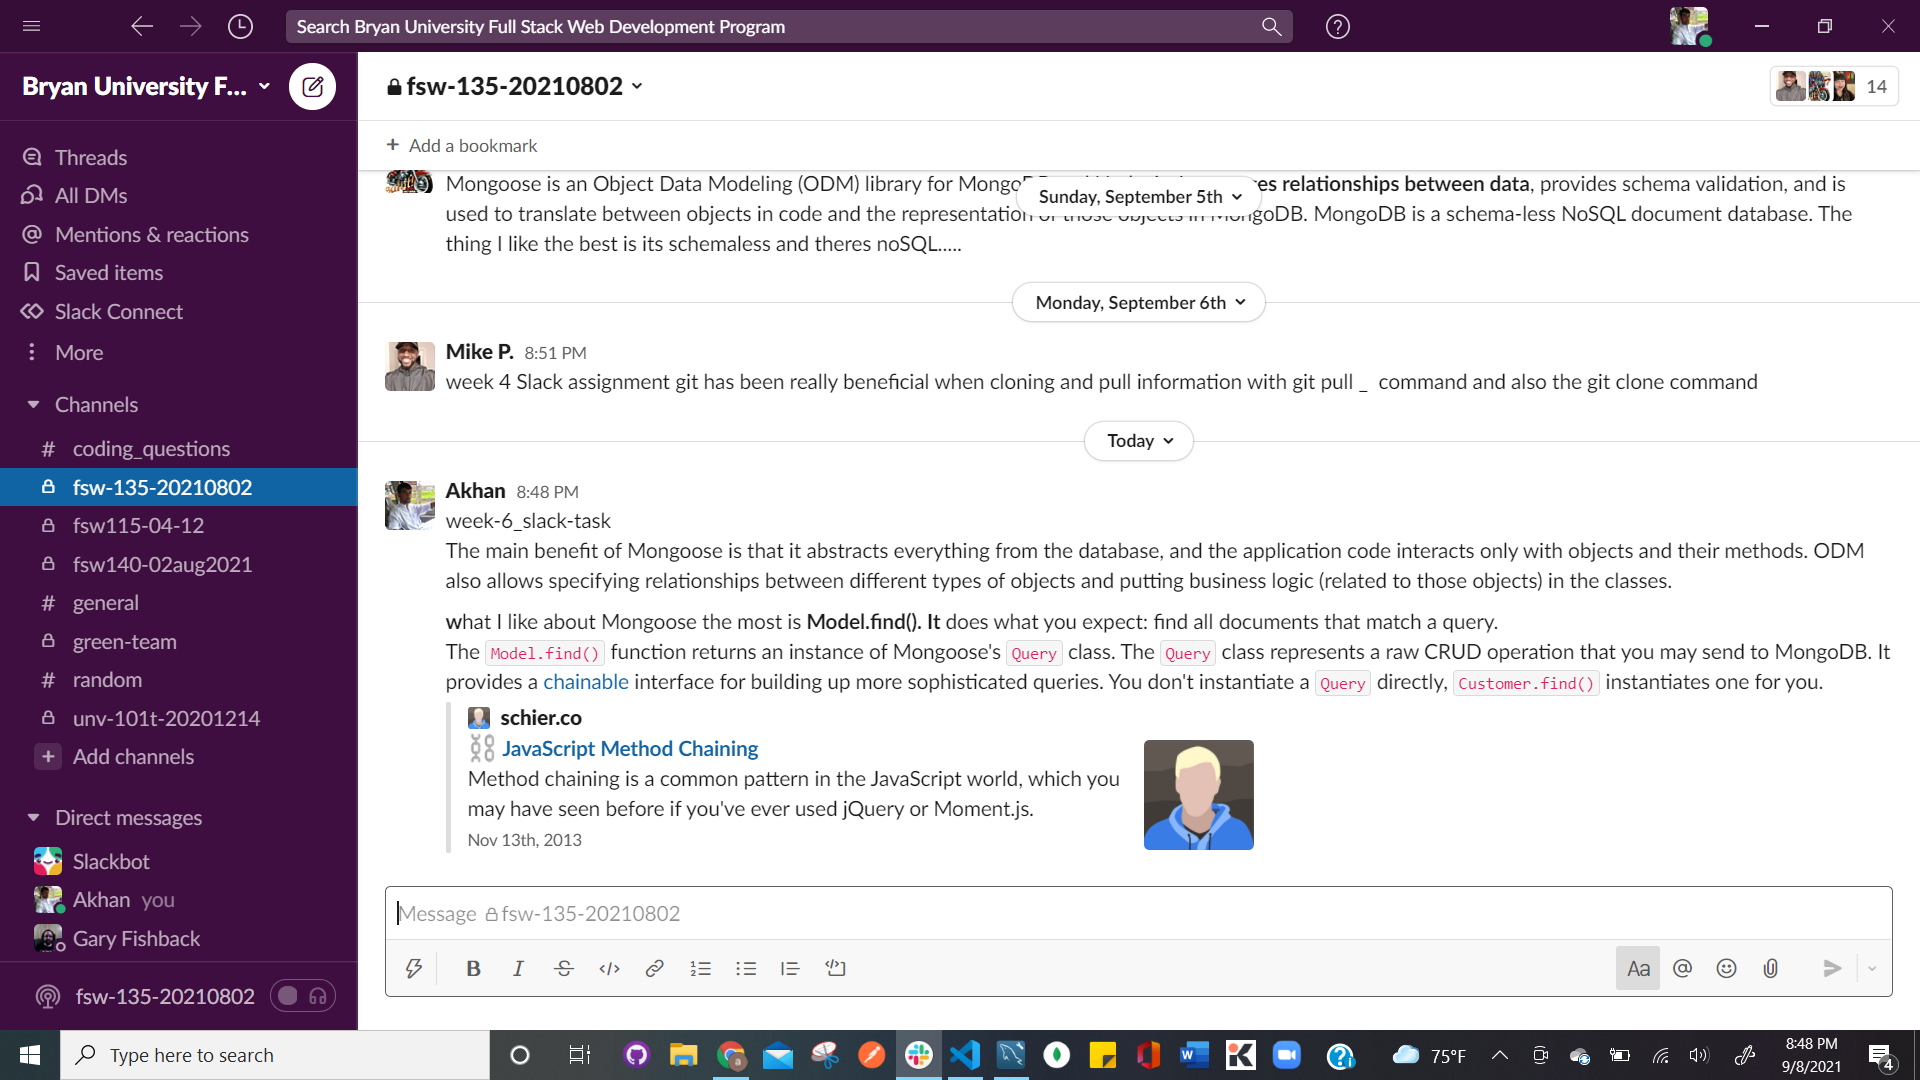 Search Bryan University Full Stack Web Development Program
Bryan University F...
Threads
All DMs
Mentions & reactions
Saved items
Slack Connect
More
Channels
# coding_questions
fsw-135-20210802
fsw115-04-12
fsw140-02aug2021
# general
green-team
# random
unv-101t-20201214
+ Add channels
Direct messages
Slackbot
Akhan you
Gary Fishback
fsw-135-20210802
fsw-135-20210802
14
+ Add a bookmark
Sunday, September 5th
Mongoose is an Object Data Modeling (ODM) library for relationships between data, provides schema validation, and is
used to translate between objects in code and the representation of those objects in MongoDB. MongoDB is a schema-less NoSQL document database. The
thing I like the best is its schemaless and theres noSQL.....
Monday, September 6th
Mike P. 8:51 PM
week 4 Slack assignment git has been really beneficial when cloning and pull information with git pull _ command and also the git clone command
Today
Akhan 8:48 PM
week-6_slack-task
The main benefit of Mongoose is that it abstracts everything from the database, and the application code interacts only with objects and their methods. ODM
also allows specifying relationships between different types of objects and putting business logic (related to those objects) in the classes.
what I like about Mongoose the most is Model.find(). It does what you expect: find all documents that match a query.
The Model.find() function returns an instance of Mongoose's Query class. The Query class represents a raw CRUD operation that you may send to MongoDB. It
provides a chainable interface for building up more sophisticated queries. You don't instantiate a Query directly, Customer.find() instantiates one for you.
schier.co
JavaScript Method Chaining
Method chaining is a common pattern in the JavaScript world, which you
may have seen before if you've ever used jQuery or Moment.js.
Nov 13th, 2013
Message fsw-135-20210802
B I S Aa @
Type here to search
75°F
8:48 PM
9/8/2021
4